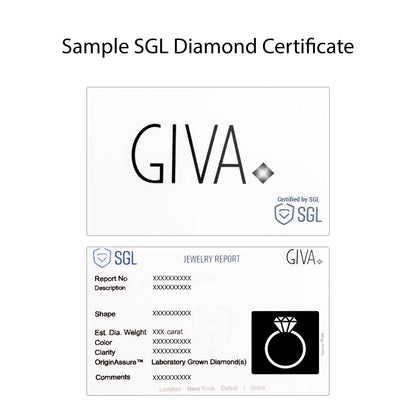 Sample SGL Diamond Certificate
GIVA
Certified by SGL
SGL
SGL JEWELRY REPORT GIVA
Report No XXXXXXXXXX
Description XXXXXXXXXX
Shape XXXXXXXXXX
Est. Dia. Weight XXX carat
Color XXXXXXXXXX
Clarity XXXXXXXXXX
OriginAssure™ Laboratory Grown Diamond(s)
Comments XXXXXXXXXX
London New York Dubai | India